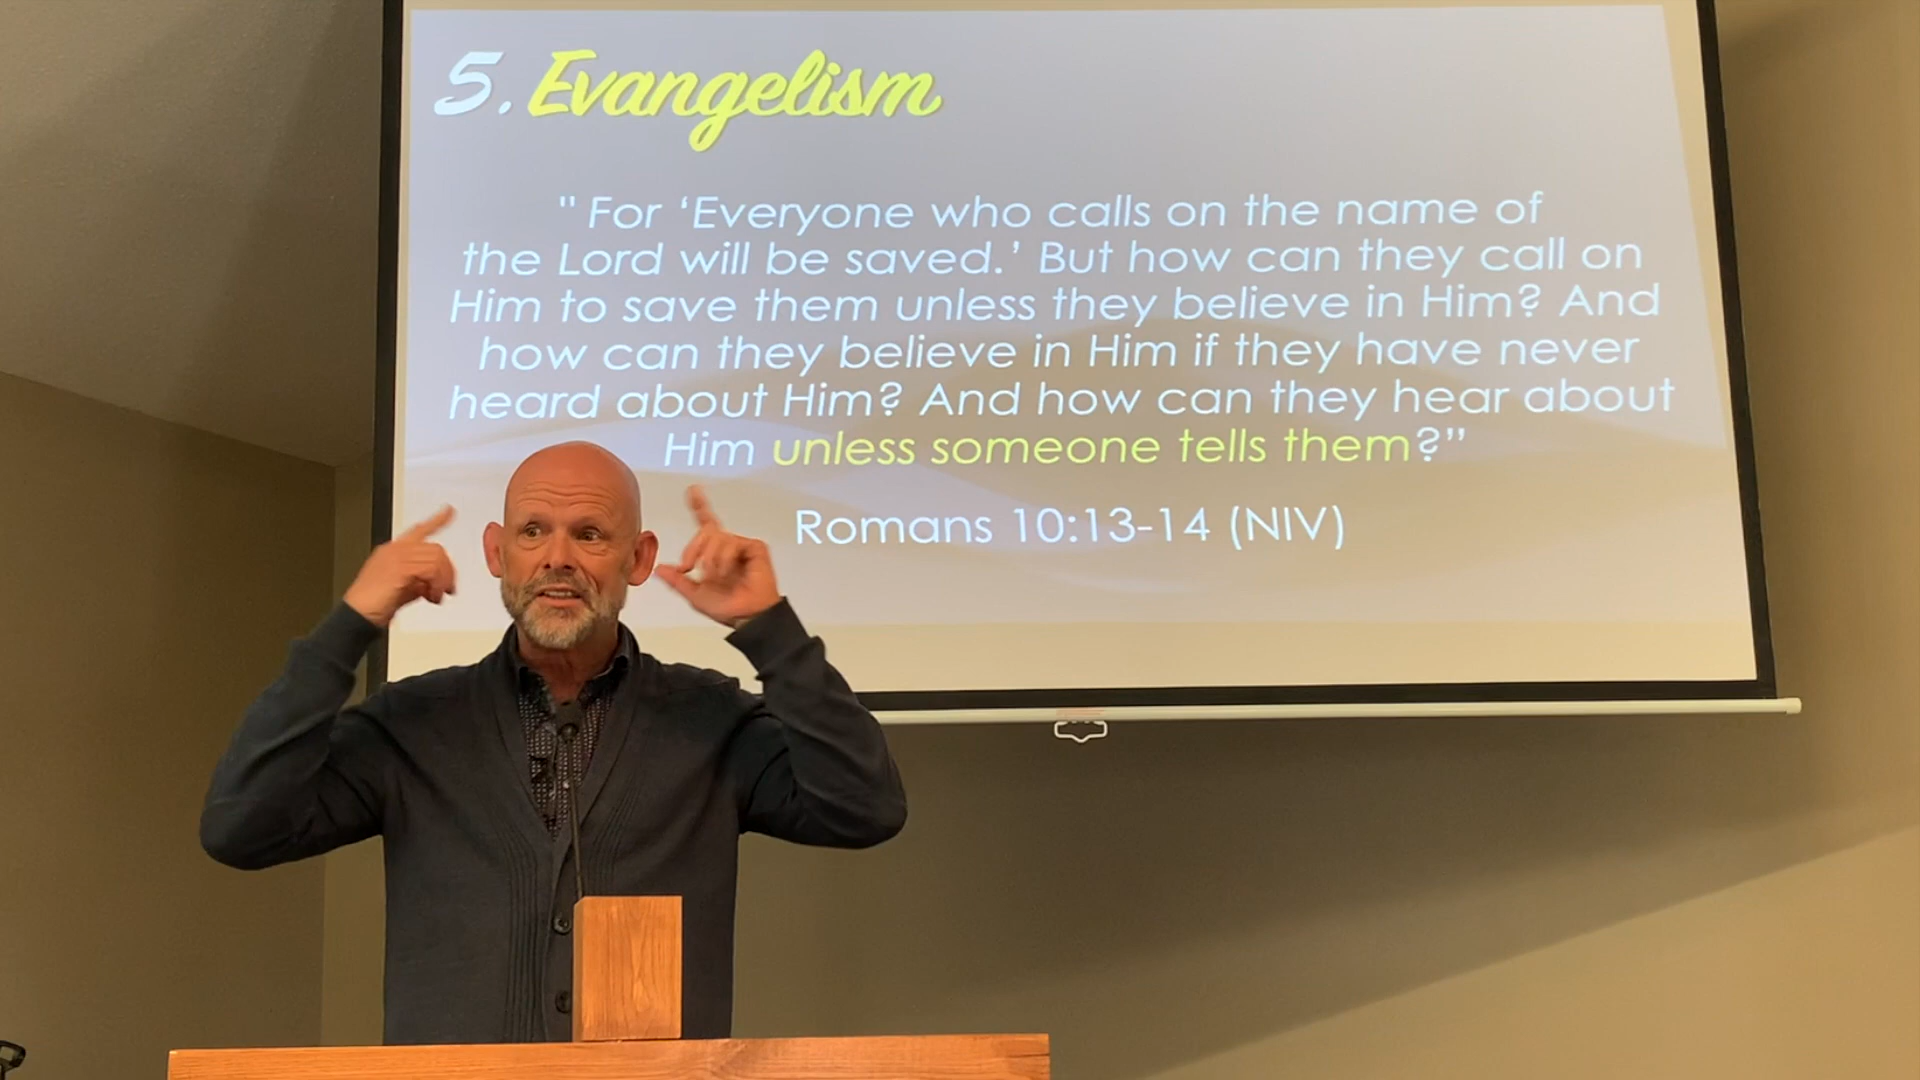 5. Evangelism
" For ‘Everyone who calls on the name of
the Lord will be saved.’ But how can they call on
Him to save them unless they believe in Him? And
how can they believe in Him if they have never
heard about Him? And how can they hear about
Him unless someone tells them?”
Romans 10:13-14 (NIV)